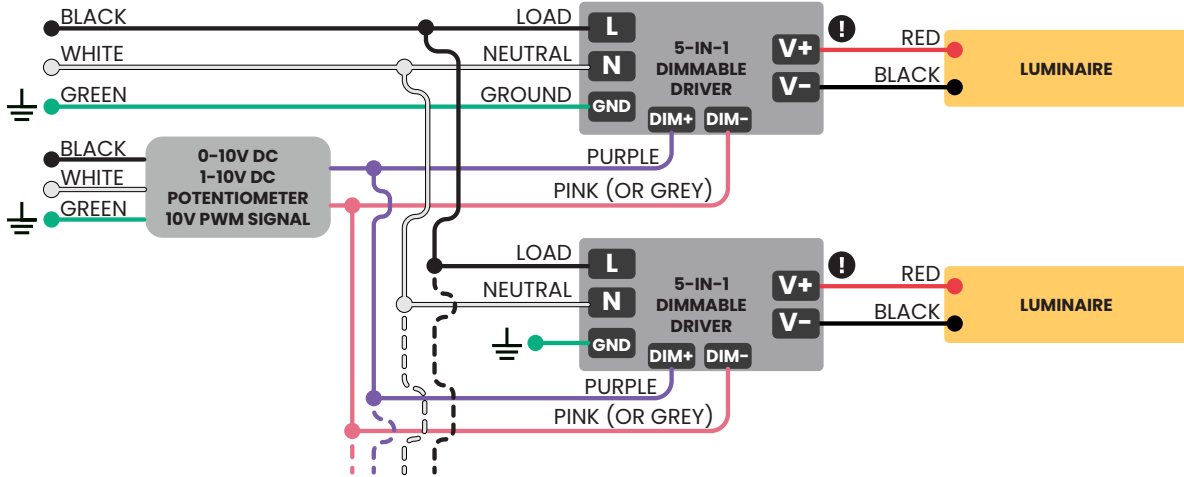 BLACK
LOAD
L
!
RED
WHITE
NEUTRAL
N
5-IN-1
DIMMABLE
DRIVER
V+
V-
BLACK
LUMINAIRE
GREEN
GROUND
GND
DIM+
DIM-
BLACK
WHITE
GREEN
0-10V DC
1-10V DC
POTENTIOMETER
10V PWM SIGNAL
PURPLE
PINK (OR GREY)
LOAD
L
!
RED
NEUTRAL
N
5-IN-1
DIMMABLE
DRIVER
V+
V-
BLACK
LUMINAIRE
GND
DIM+
DIM-
PURPLE
PINK (OR GREY)